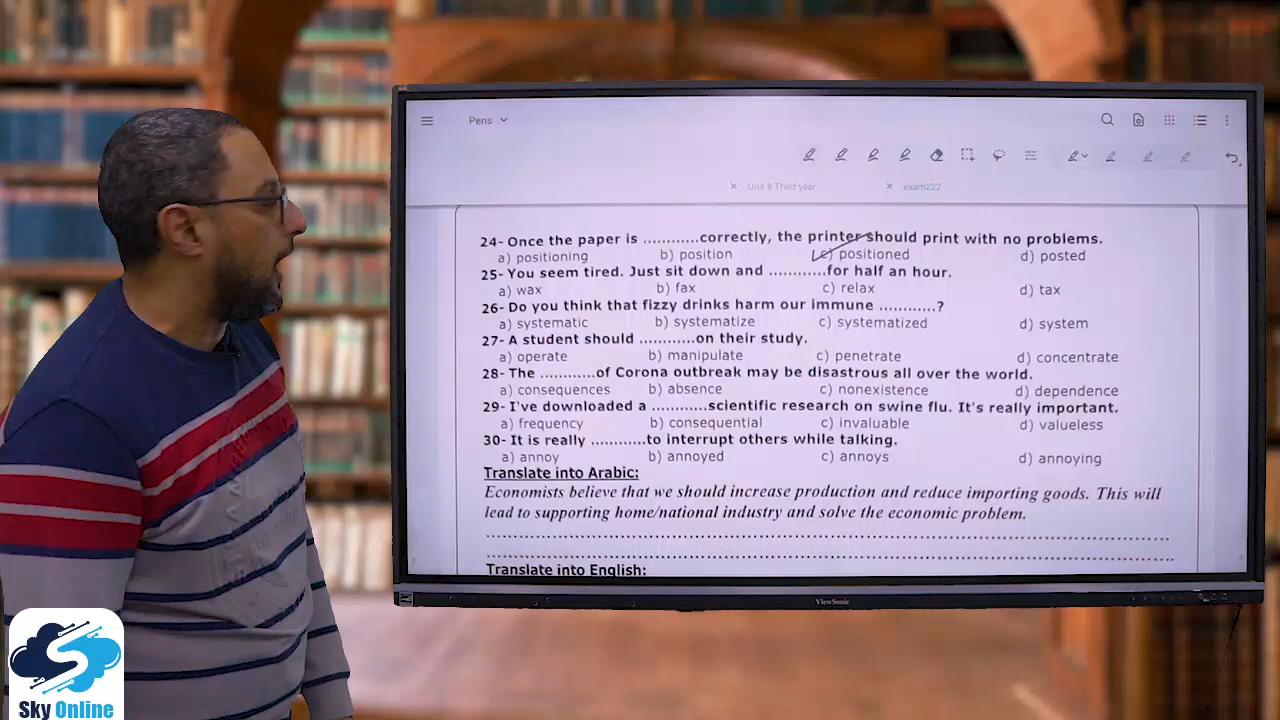 Pens
Unit 8 Third year
exam222
24- Once the paper is ............correctly, the printer should print with no problems.
a) positioning b) position c) positioned d) posted
25- You seem tired. Just sit down and ............for half an hour.
a) wax b) fax c) relax d) tax
26- Do you think that fizzy drinks harm our immune ............?
a) systematic b) systematize c) systematized d) system
27- A student should ............on their study.
a) operate b) manipulate c) penetrate d) concentrate
28- The ............of Corona outbreak may be disastrous all over the world.
a) consequences b) absence c) nonexistence d) dependence
29- I've downloaded a ............scientific research on swine flu. It's really important.
a) frequency b) consequential c) invaluable d) valueless
30- It is really ............to interrupt others while talking.
a) annoy b) annoyed c) annoys d) annoying
Translate into Arabic:
Economists believe that we should increase production and reduce importing goods. This will
lead to supporting home/national industry and solve the economic problem.
Translate into English:
ViewSonic
Sky Online